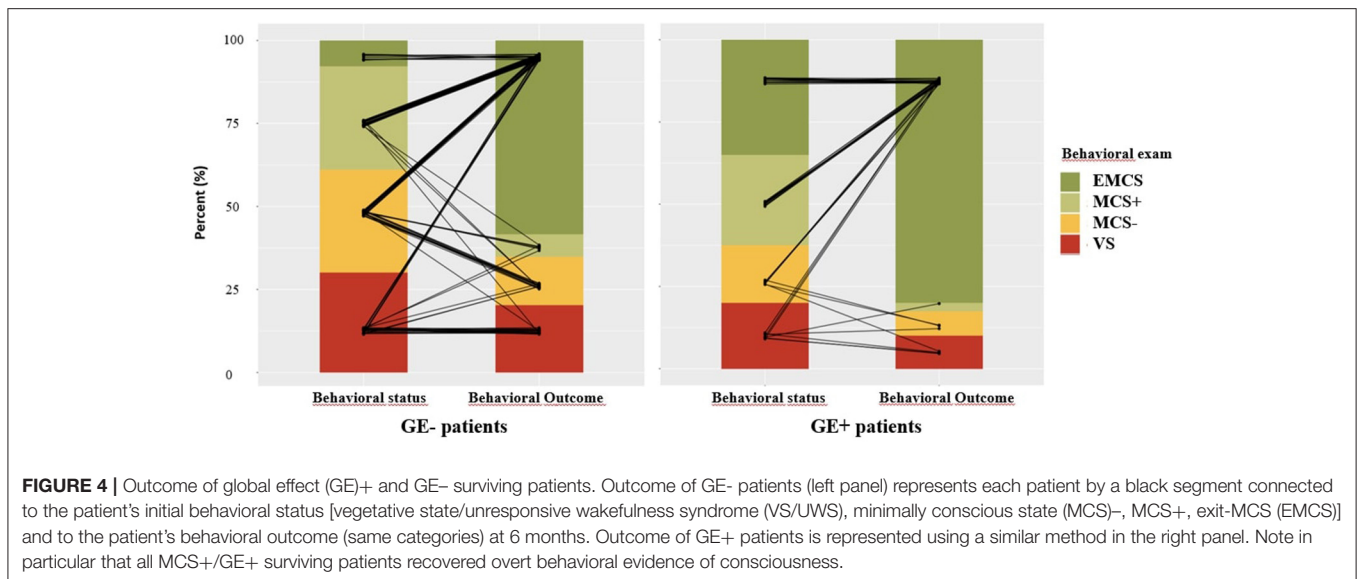 100
75
50
25
0
Percent (%)
Behavioral status
Behavioral Outcome
GE- patients
Behavioral status
Behavioral Outcome
GE+ patients
Behavioral exam
EMCS
MCS+
MCS-
VS
FIGURE 4 | Outcome of global effect (GE)+ and GE– surviving patients. Outcome of GE- patients (left panel) represents each patient by a black segment connected
to the patient's initial behavioral status [vegetative state/unresponsive wakefulness syndrome (VS/UWS), minimally conscious state (MCS)–, MCS+, exit-MCS (EMCS)]
and to the patient's behavioral outcome (same categories) at 6 months. Outcome of GE+ patients is represented using a similar method in the right panel. Note in
particular that all MCS+/GE+ surviving patients recovered overt behavioral evidence of consciousness.